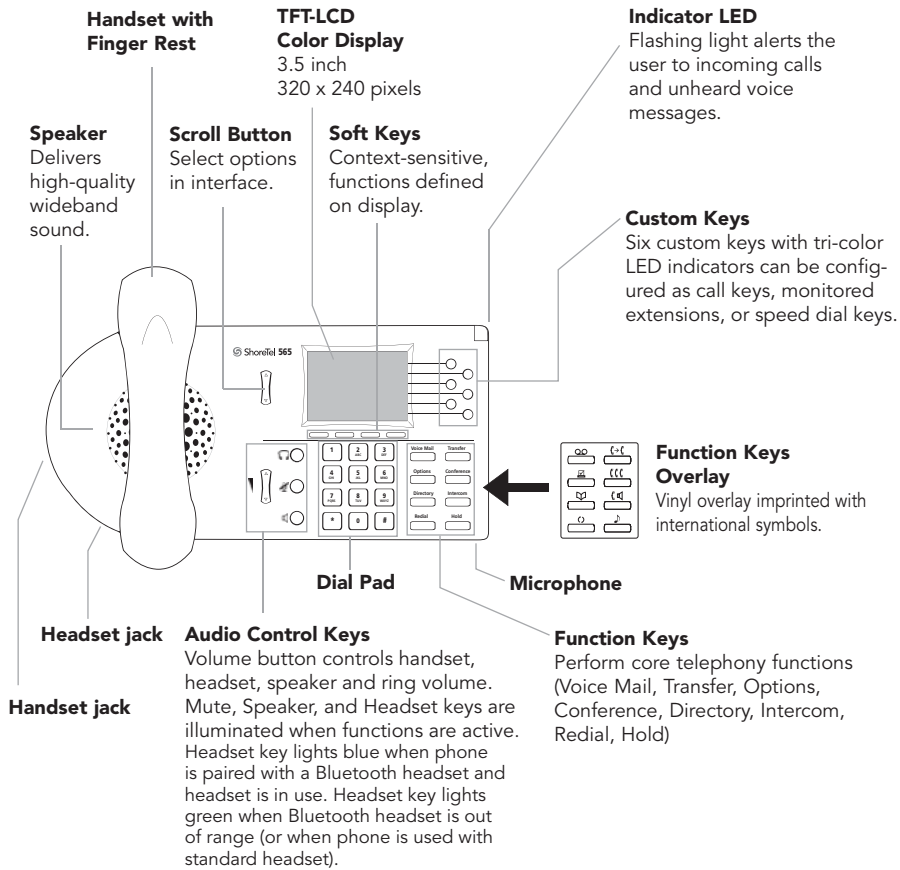 Handset with
Finger Rest
TFT-LCD
Color Display
3.5 inch
320 x 240 pixels
Indicator LED
Flashing light alerts the
user to incoming calls
and unheard voice
messages.
Speaker
Delivers
high-quality
wideband
sound.
Scroll Button
Select options
in interface.
Soft Keys
Context-sensitive,
functions defined
on display.
Custom Keys
Six custom keys with tri-color
LED indicators can be config-
ured as call keys, monitored
extensions, or speed dial keys.
ShoreTel 565
1 2 3
ABC DEF
4 5 6
GHI JKL MNO
7 8 9
PQRS TUV WXYZ
* 0 #
Voice Mail Transfer
Options Conference
Directory Intercom
Redial Hold
Function Keys
Overlay
Vinyl overlay imprinted with
international symbols.
Dial Pad
Microphone
Headset jack
Handset jack
Audio Control Keys
Volume button controls handset,
headset, speaker and ring volume.
Mute, Speaker, and Headset keys are
illuminated when functions are active.
Headset key lights blue when phone
is paired with a Bluetooth headset and
headset is in use. Headset key lights
green when Bluetooth headset is out
of range (or when phone is used with
standard headset).
Function Keys
Perform core telephony functions
(Voice Mail, Transfer, Options,
Conference, Directory, Intercom,
Redial, Hold)